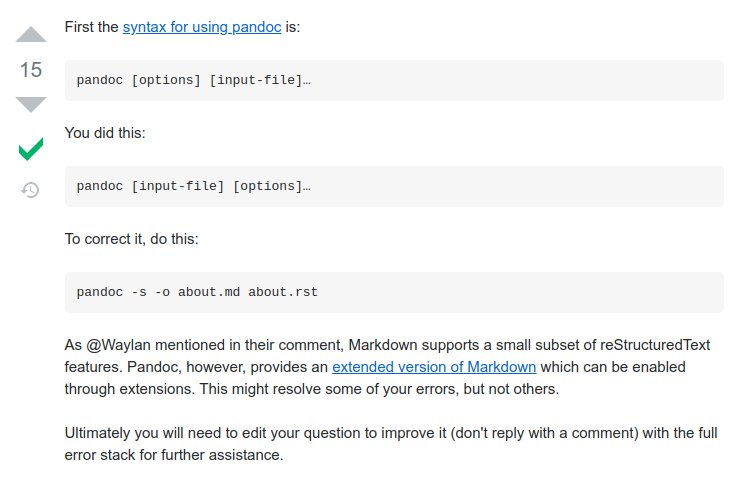 First the syntax for using pandoc is:
15
pandoc [options] [input-file]…
You did this:
pandoc [input-file] [options]…
To correct it, do this:
pandoc -s -o about.md about.rst
As @Waylan mentioned in their comment, Markdown supports a small subset of reStructuredText
features. Pandoc, however, provides an extended version of Markdown which can be enabled
through extensions. This might resolve some of your errors, but not others.
Ultimately you will need to edit your question to improve it (don't reply with a comment) with the full
error stack for further assistance.